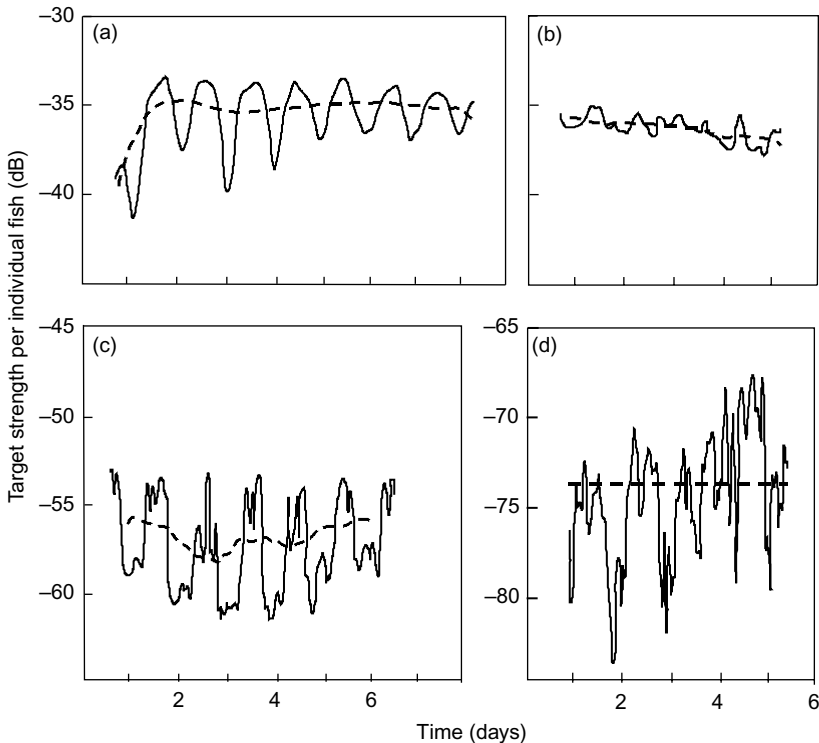 –30
(a)
(b)
–35
–40
Target strength per individual fish (dB)
–45
(c)
–65
(d)
–50
–70
–55
–75
–60
–80
2
4
6
2
4
6
Time (days)